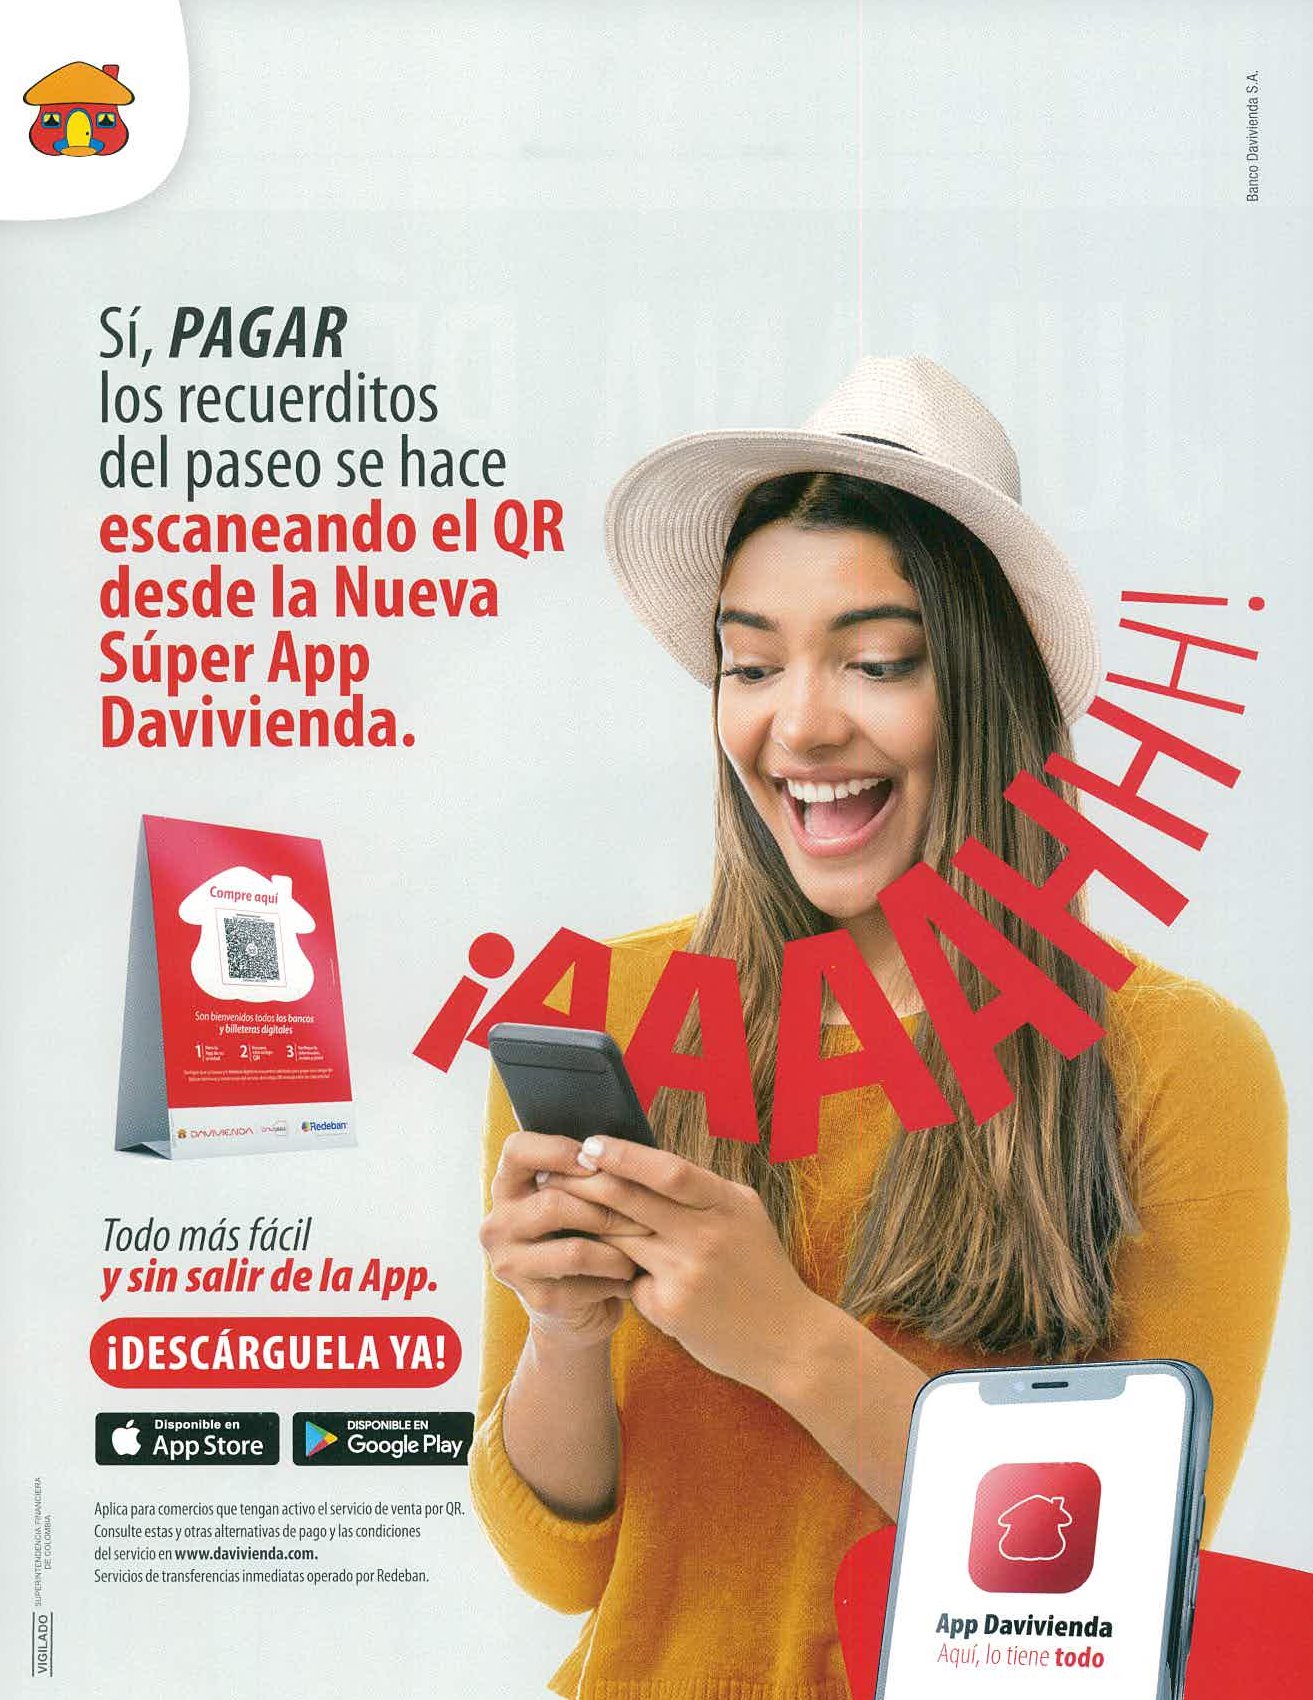 Banco Davivienda S.A.
Sí, PAGAR
los recuerditos
del paseo se hace
escaneando el QR
desde la Nueva
Súper App
Davivienda.
¡AAAAHHHH!
Compre aquí
Son bienvenidos todos los bancos
y billeteras digitales
1
2
3
DAVIVIENDA
Redeban
Todo más fácil
y sin salir de la App.
¡DESCÁRGUELA YA!
Disponible en
App Store
DISPONIBLE EN
Google Play
Aplica para comercios que tengan activo el servicio de venta por QR.
Consulte estas y otras alternativas de pago y las condiciones
del servicio en www.davivienda.com.
Servicios de transferencias inmediatas operado por Redeban.
App Davivienda
Aquí, lo tiene todo
VIGILADO
SUPERINTENDENCIA FINANCIERA
DE COLOMBIA